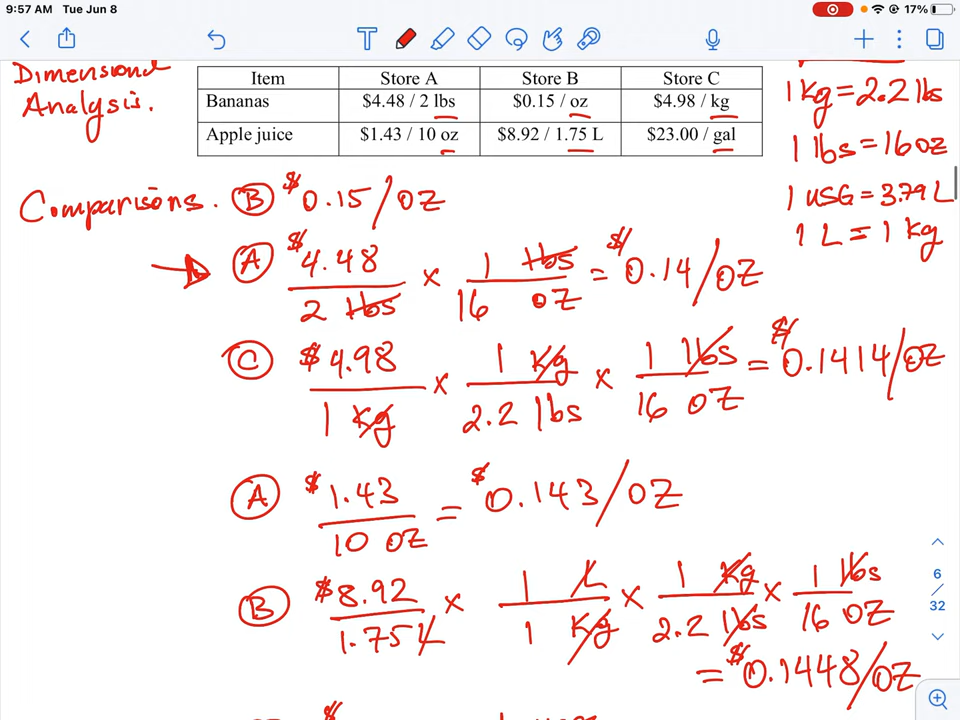 9:57 AM Tue Jun 8
17%
Dimensional
Analysis.
Item Store A Store B Store C
Bananas $4.48 / 2 lbs $0.15 / oz $4.98 / kg
Apple juice $1.43 / 10 oz $8.92 / 1.75 L $23.00 / gal
1 Kg = 2.2 lbs
1 lbs = 16 oz
1 USG = 3.79 L
1 L = 1 kg
Comparisons. B $0.15/OZ
A $4.48 / 2 lbs x 1 lbs / 16 OZ = $0.14/OZ
C $4.98 / 1 Kg x 1 Kg / 2.2 lbs x 1 lbs / 16 OZ = $0.1414/OZ
A $1.43 / 10 OZ = $0.143/OZ
B $8.92 / 1.75 L x 1 L / 1 Kg x 1 Kg / 2.2 lbs x 1 lbs / 16 OZ
= $0.1448/OZ
6
/
32